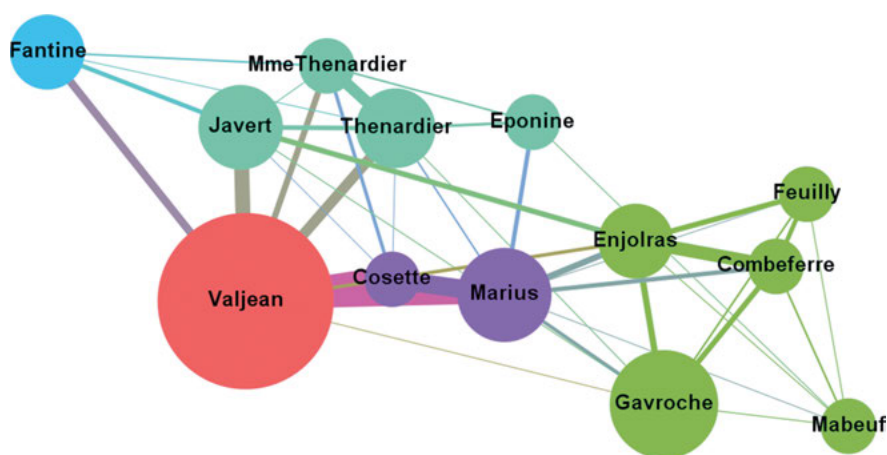 Fantine
MmeThenardier
Javert
Thenardier
Eponine
Feuilly
Enjolras
Combeferre
Cosette
Valjean
Marius
Gavroche
Mabeuf